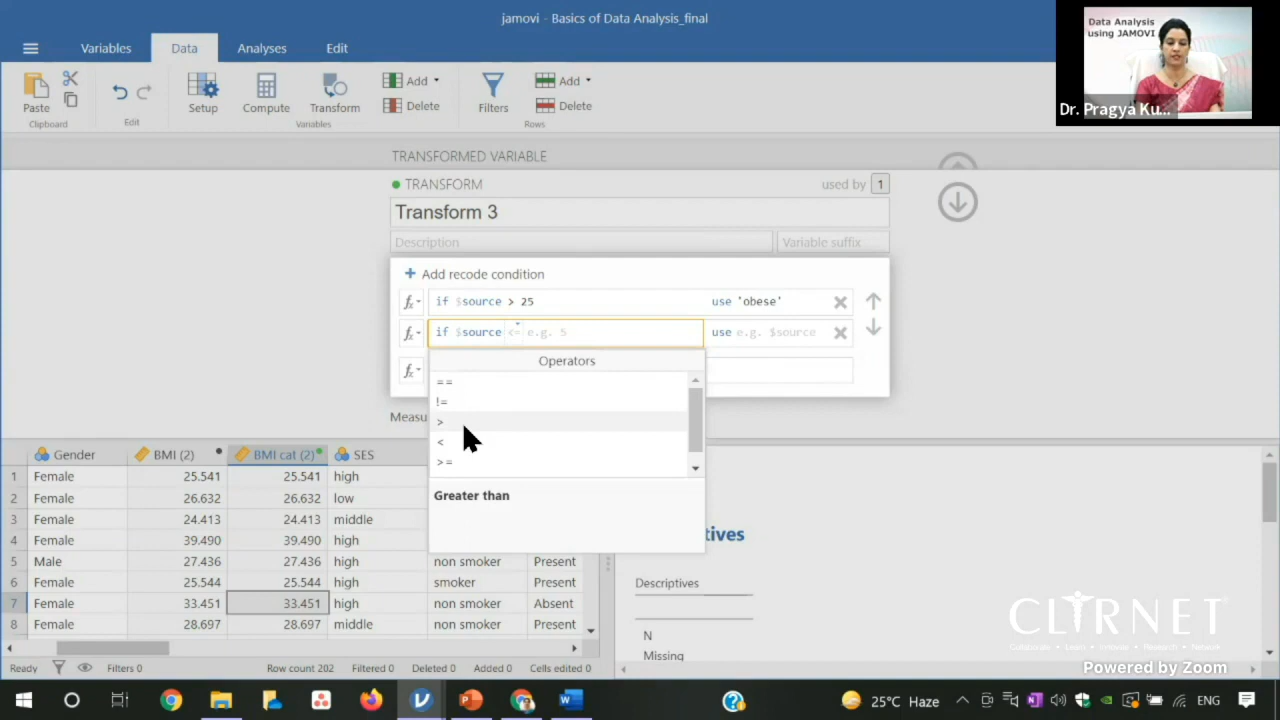 jamovi - Basics of Data Analysis_final
Data Analysis
using JAMOVI
Dr. Pragya Ku...
Variables
Data
Analyses
Edit
Paste
Clipboard
Edit
Setup
Compute
Transform
Add
Delete
Variables
Filters
Add
Delete
Rows
TRANSFORMED VARIABLE
TRANSFORM
used by 1
Transform 3
Description
Variable suffix
+ Add recode condition
fx if $source > 25 use 'obese'
fx if $source <= e.g. 5 use e.g. $source
fx
Operators
==
!=
>
<
>=
Greater than
Measu
Gender BMI (2) BMI cat (2) SES
1 Female 25.541 25.541 high
2 Female 26.632 26.632 low
3 Female 24.413 24.413 middle
4 Female 39.490 39.490 high
5 Male 27.436 27.436 high non smoker Present
6 Female 25.544 25.544 high smoker Present
7 Female 33.451 33.451 high non smoker Absent
8 Female 28.697 28.697 middle non smoker Present
tives
Descriptives
N
Missing
CLIRNET
Powered by Zoom
Ready Filters 0 Row count 202 Filtered 0 Deleted 0 Added 0 Cells edited 0
25°C Haze
ENG